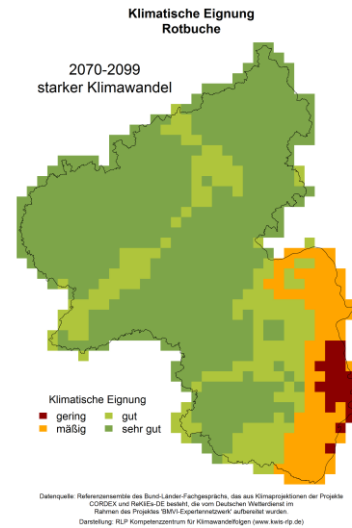 Klimatische Eignung
Rotbuche
2070-2099
starker Klimawandel
Klimatische Eignung
gering
gut
mäßig
sehr gut
Datenquelle: Referenzensemble des Bund-Länder-Fachgesprächs, das aus Klimaprojektionen der Projekte
CORDEX und ReKliEs-DE besteht, die vom Deutschen Wetterdienst im
Rahmen des Projektes 'BMVI-Expertennetzwerk' aufbereitet wurden.
Darstellung: RLP Kompetenzzentrum für Klimawandelfolgen (www.kwis-rlp.de)